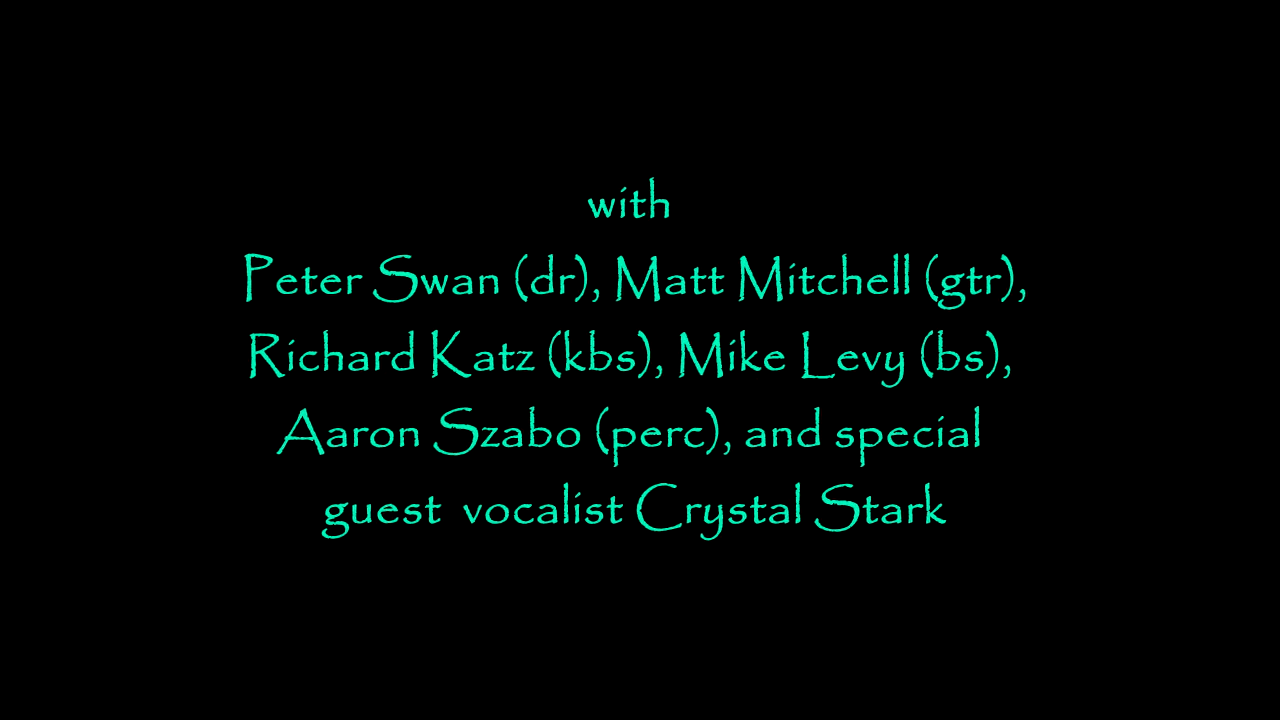 with
Peter Swan (dr), Matt Mitchell (gtr),
Richard Katz (kbs), Mike Levy (bs),
Aaron Szabo (perc), and special
guest vocalist Crystal Stark